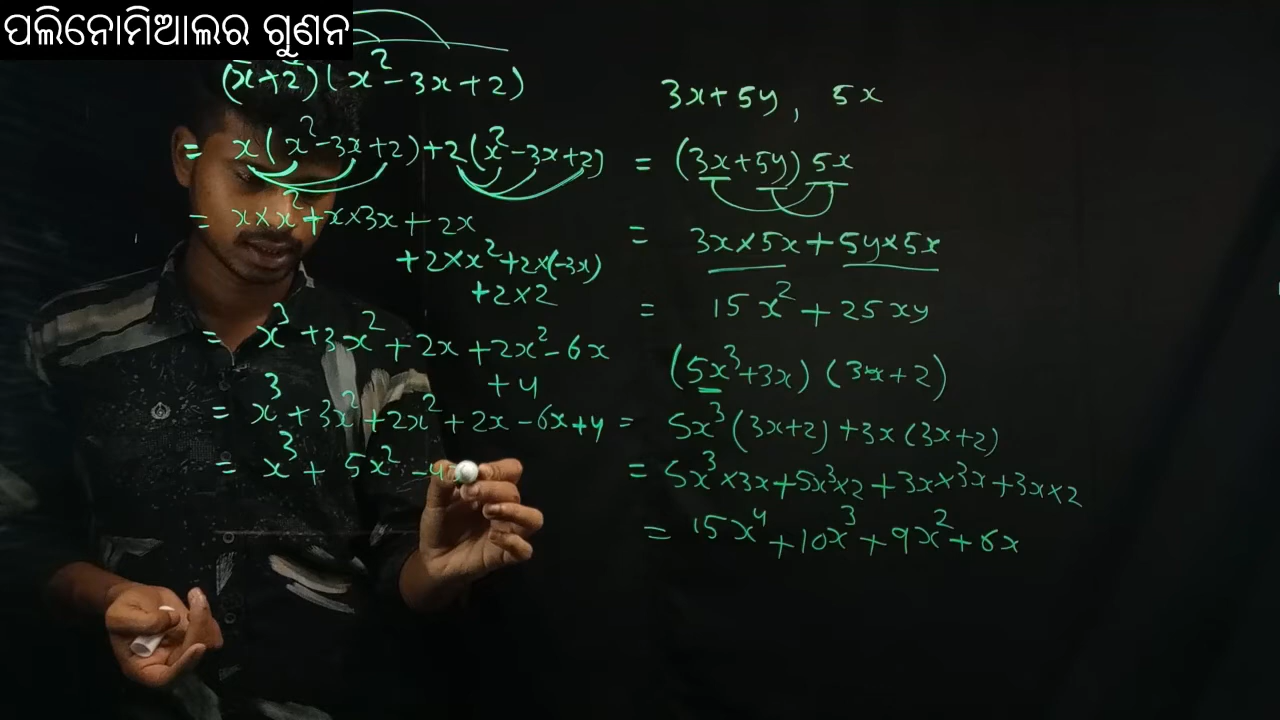 ପଲିନୋମିଆଲର ଗୁଣନ
(x+2)(x²-3x+2)
= x(x²-3x+2)+2(x²-3x+2)
= x×x²+x×3x+2x
+2×x²+2×(-3x)
+2×2
= x³+3x²+2x+2x²-6x
+4
= x³+3x²+2x²+2x-6x+4
= x³+5x²-4x
3x+5y, 5x
= (3x+5y)5x
= 3x×5x+5y×5x
= 15x²+25xy
(5x³+3x)(3x+2)
= 5x³(3x+2)+3x(3x+2)
= 5x³×3x+5x³×2+3x×3x+3x×2
= 15x⁴+10x³+9x²+6x